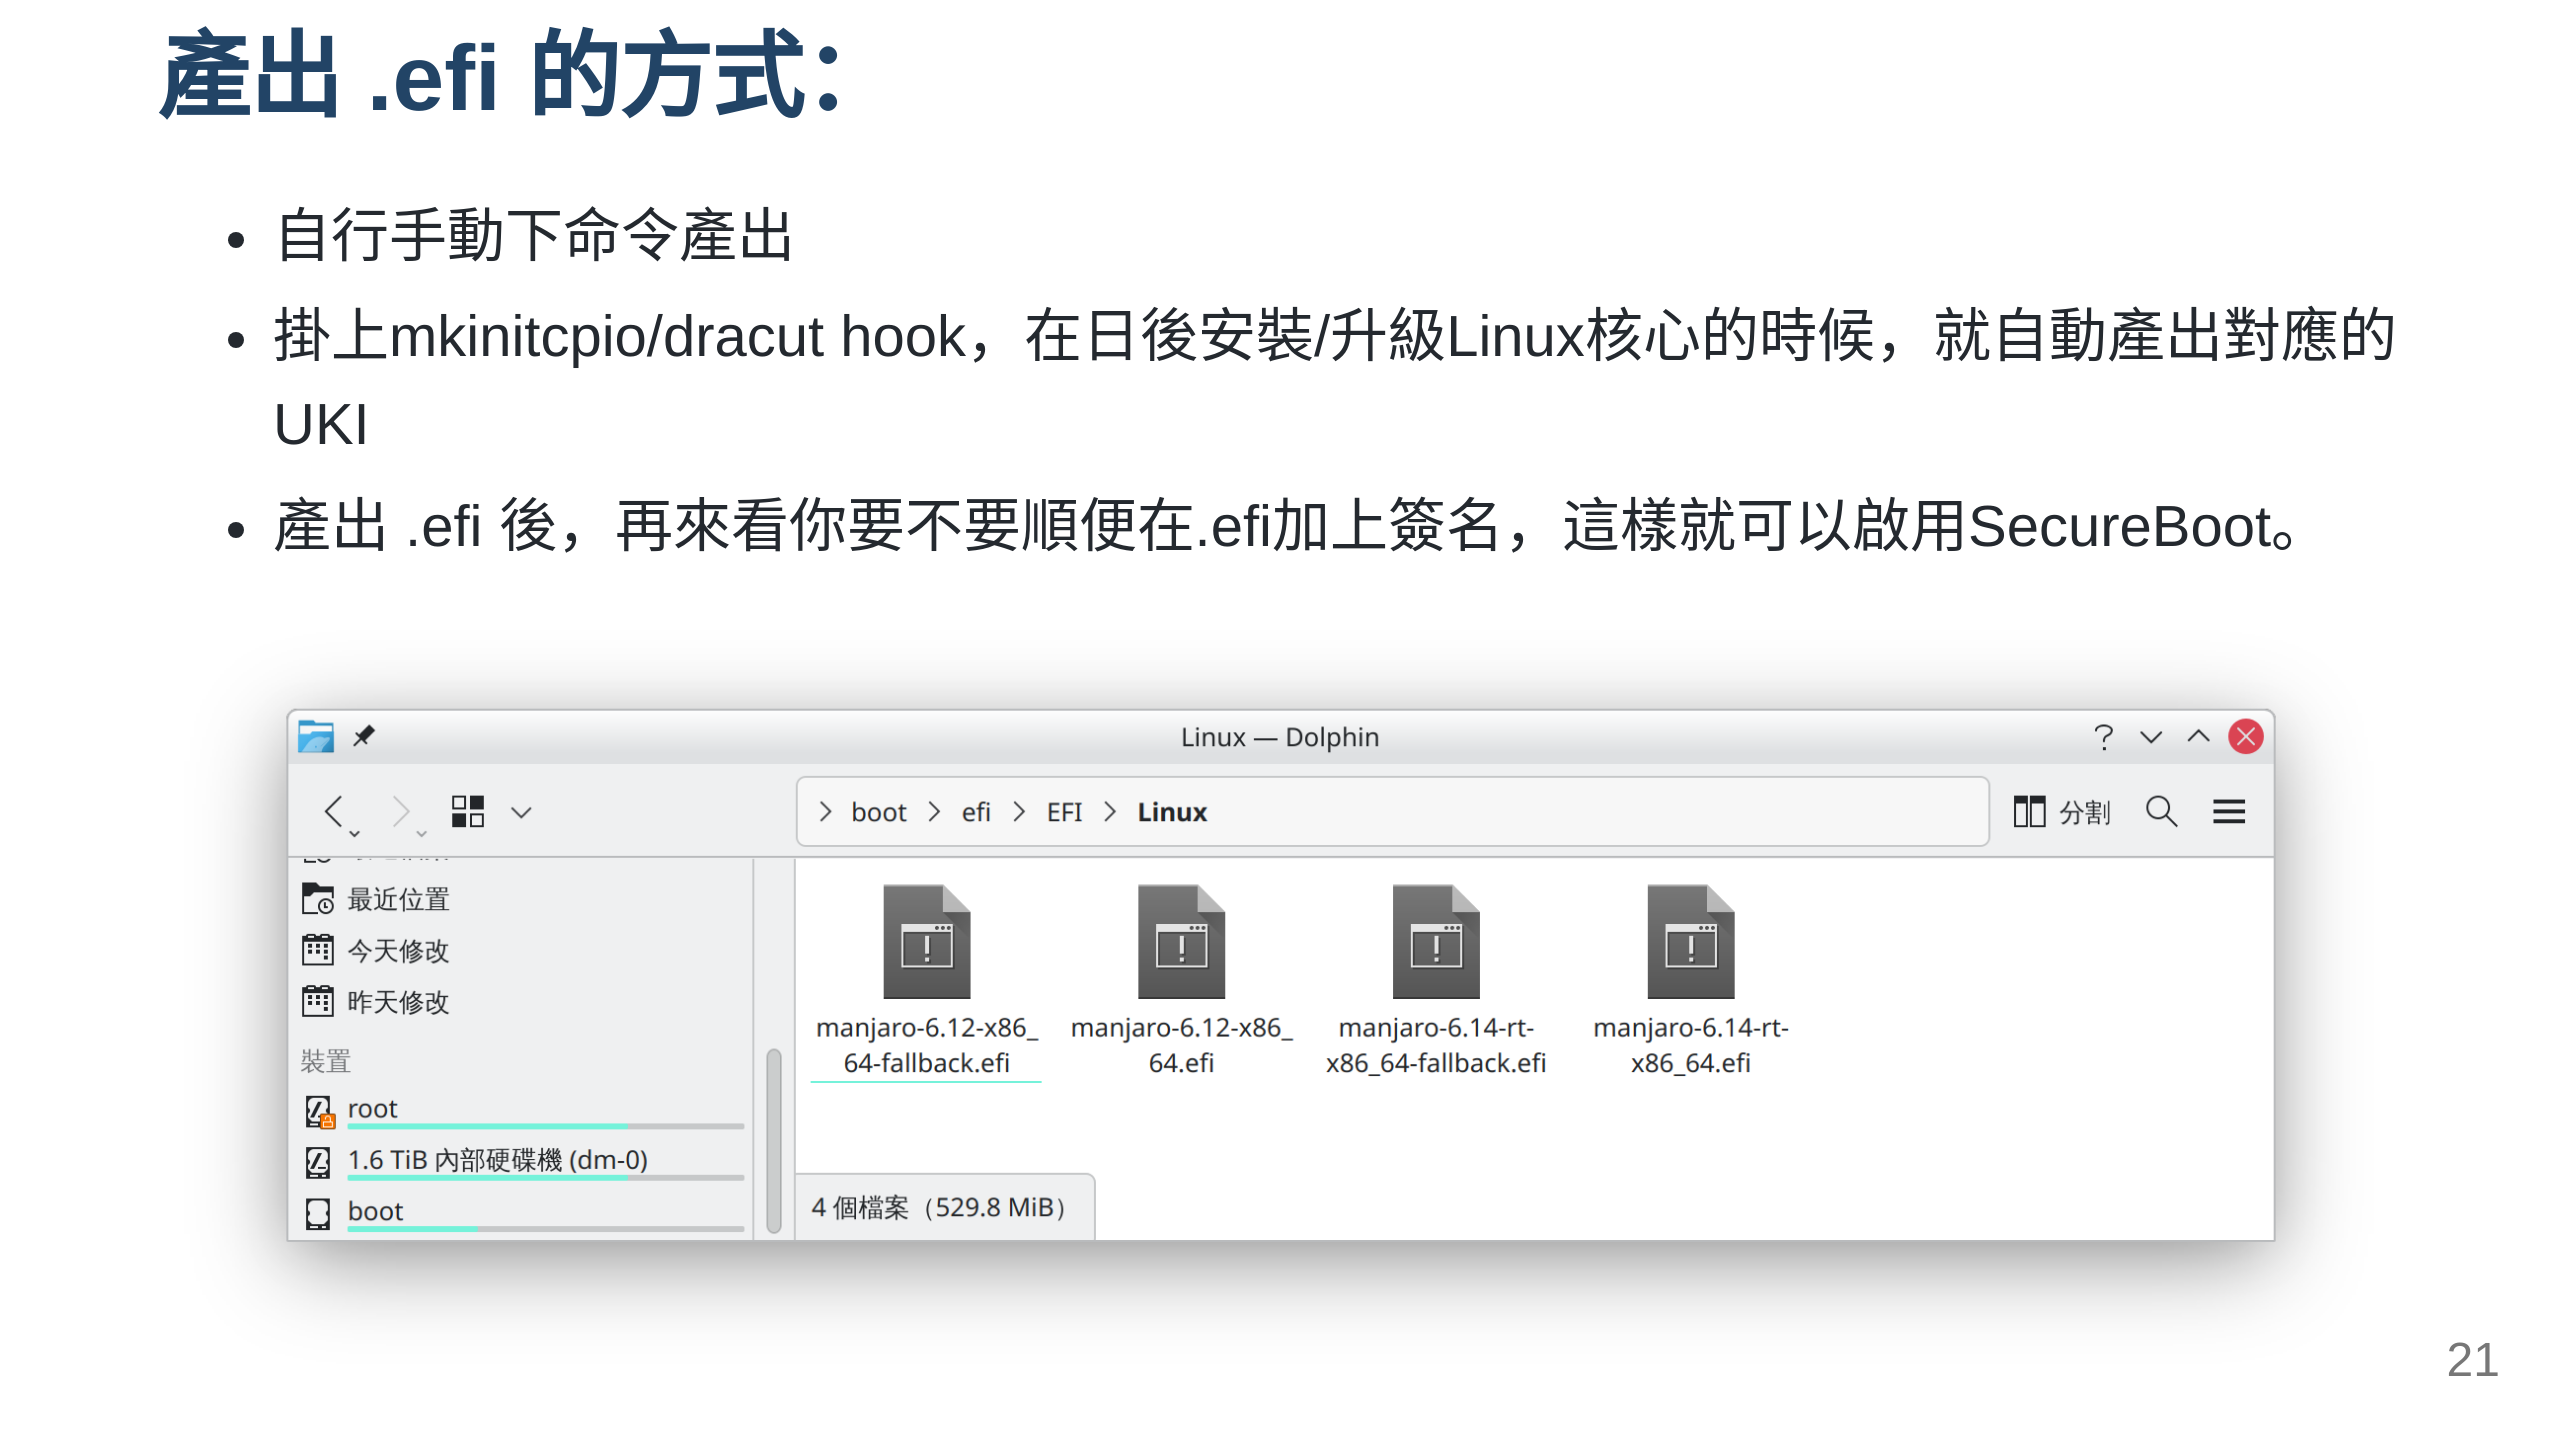 產出 .efi 的方式：
自行手動下命令產出
掛上mkinitcpio/dracut hook，在日後安裝/升級Linux核心的時候，就自動產出對應的
UKI
產出 .efi 後，再來看你要不要順便在.efi加上簽名，這樣就可以啟用SecureBoot。
Linux — Dolphin
boot efi EFI Linux
分割
最近位置
今天修改
昨天修改
裝置
root
1.6 TiB 內部硬碟機 (dm-0)
boot
manjaro-6.12-x86_
64-fallback.efi
manjaro-6.12-x86_
64.efi
manjaro-6.14-rt-
x86_64-fallback.efi
manjaro-6.14-rt-
x86_64.efi
4 個檔案（529.8 MiB）
21